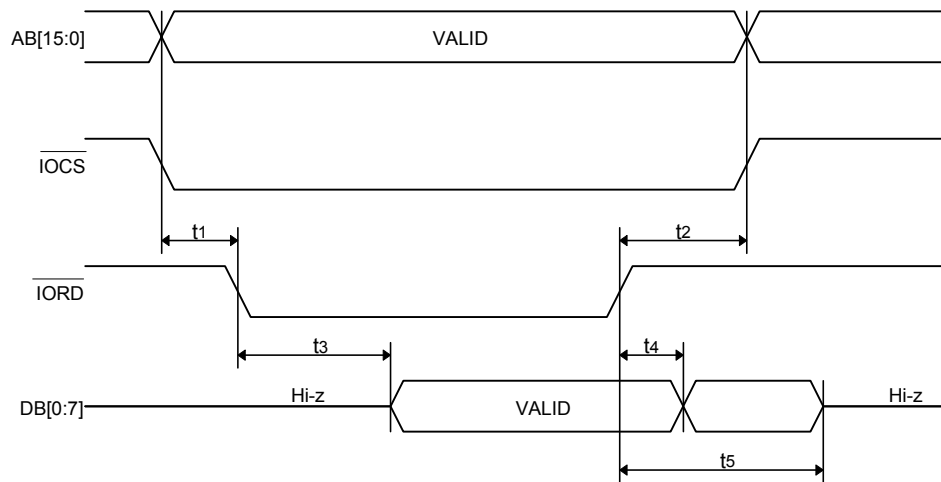 AB[15:0]
VALID
IOCS
t1
t2
IORD
t3
t4
DB[0:7]
Hi-z
VALID
Hi-z
t5